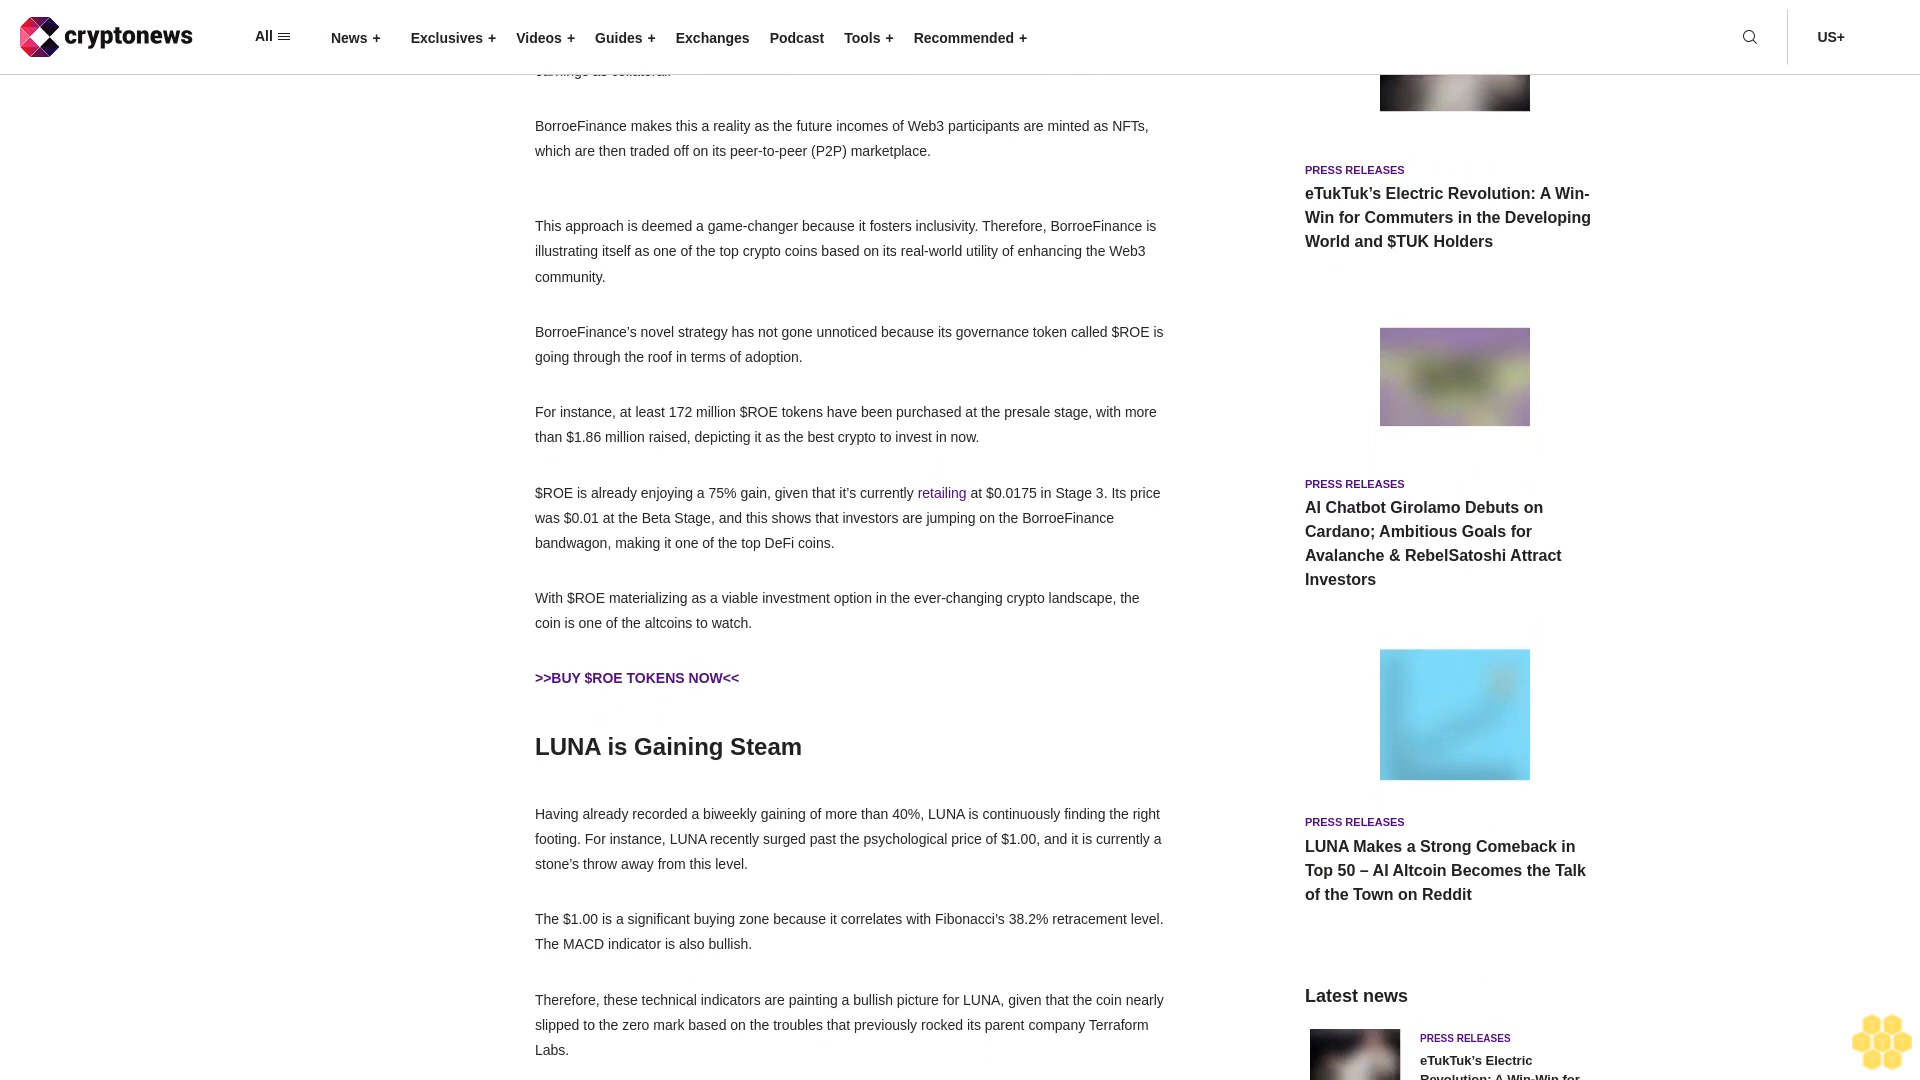 cryptonews
All
News +
Exclusives +
Videos +
Guides +
Exchanges
Podcast
Tools +
Recommended +
US+
BorroeFinance makes this a reality as the future incomes of Web3 participants are minted as NFTs,
which are then traded off on its peer-to-peer (P2P) marketplace.
This approach is deemed a game-changer because it fosters inclusivity. Therefore, BorroeFinance is
illustrating itself as one of the top crypto coins based on its real-world utility of enhancing the Web3
community.
BorroeFinance’s novel strategy has not gone unnoticed because its governance token called $ROE is
going through the roof in terms of adoption.
For instance, at least 172 million $ROE tokens have been purchased at the presale stage, with more
than $1.86 million raised, depicting it as the best crypto to invest in now.
$ROE is already enjoying a 75% gain, given that it’s currently retailing at $0.0175 in Stage 3. Its price
was $0.01 at the Beta Stage, and this shows that investors are jumping on the BorroeFinance
bandwagon, making it one of the top DeFi coins.
With $ROE materializing as a viable investment option in the ever-changing crypto landscape, the
coin is one of the altcoins to watch.
>>BUY $ROE TOKENS NOW<<
LUNA is Gaining Steam
Having already recorded a biweekly gaining of more than 40%, LUNA is continuously finding the right
footing. For instance, LUNA recently surged past the psychological price of $1.00, and it is currently a
stone’s throw away from this level.
The $1.00 is a significant buying zone because it correlates with Fibonacci’s 38.2% retracement level.
The MACD indicator is also bullish.
Therefore, these technical indicators are painting a bullish picture for LUNA, given that the coin nearly
slipped to the zero mark based on the troubles that previously rocked its parent company Terraform
Labs.
PRESS RELEASES
eTukTuk’s Electric Revolution: A Win-
Win for Commuters in the Developing
World and $TUK Holders
PRESS RELEASES
AI Chatbot Girolamo Debuts on
Cardano; Ambitious Goals for
Avalanche & RebelSatoshi Attract
Investors
PRESS RELEASES
LUNA Makes a Strong Comeback in
Top 50 – AI Altcoin Becomes the Talk
of the Town on Reddit
Latest news
PRESS RELEASES
eTukTuk’s Electric
Revolution: A Win-Win for